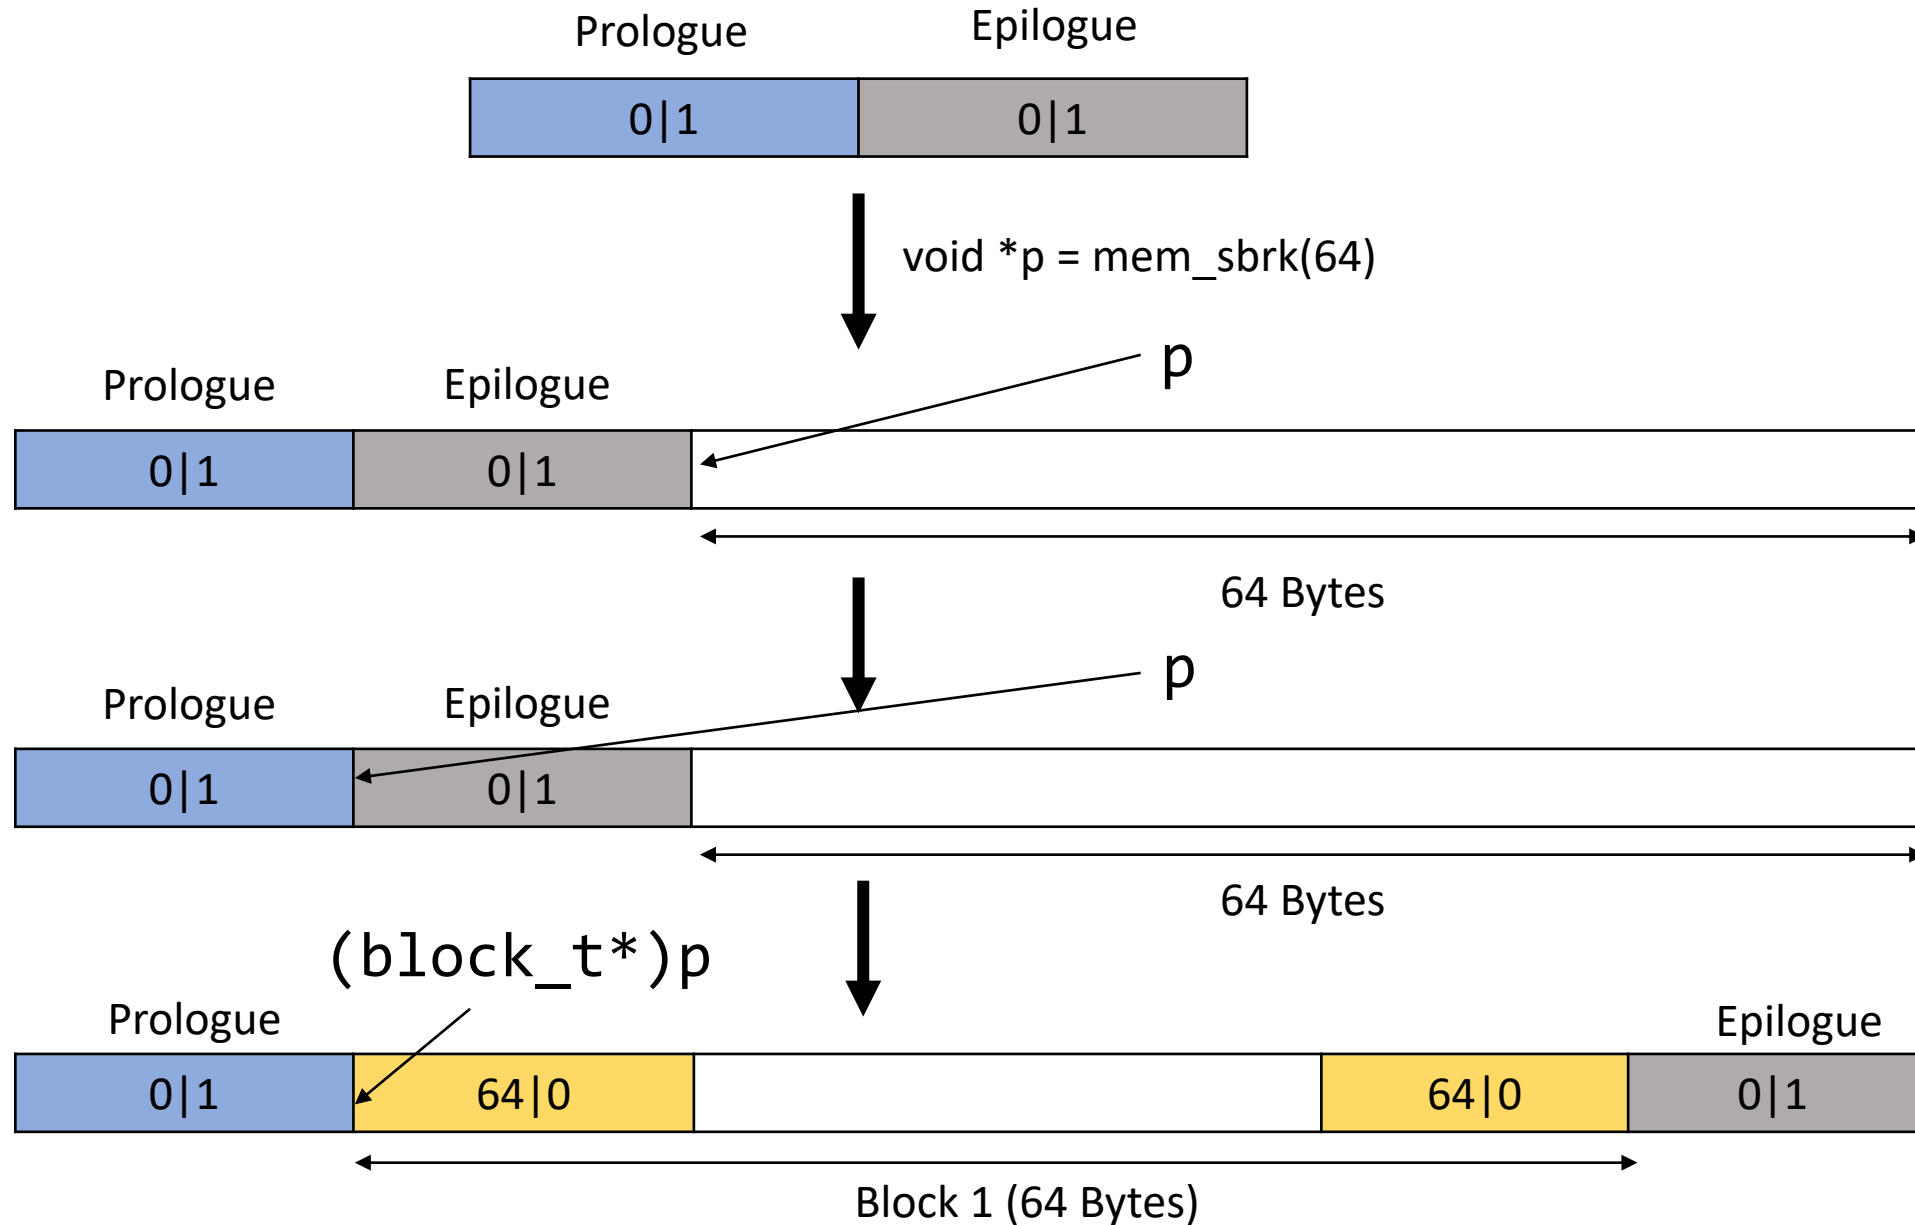 Prologue Epilogue
0|1 0|1
void *p = mem_sbrk(64)
p
Prologue Epilogue
0|1 0|1
64 Bytes
p
Prologue Epilogue
0|1 0|1
64 Bytes
(block_t*)p
Prologue Epilogue
0|1 64|0 64|0 0|1
Block 1 (64 Bytes)